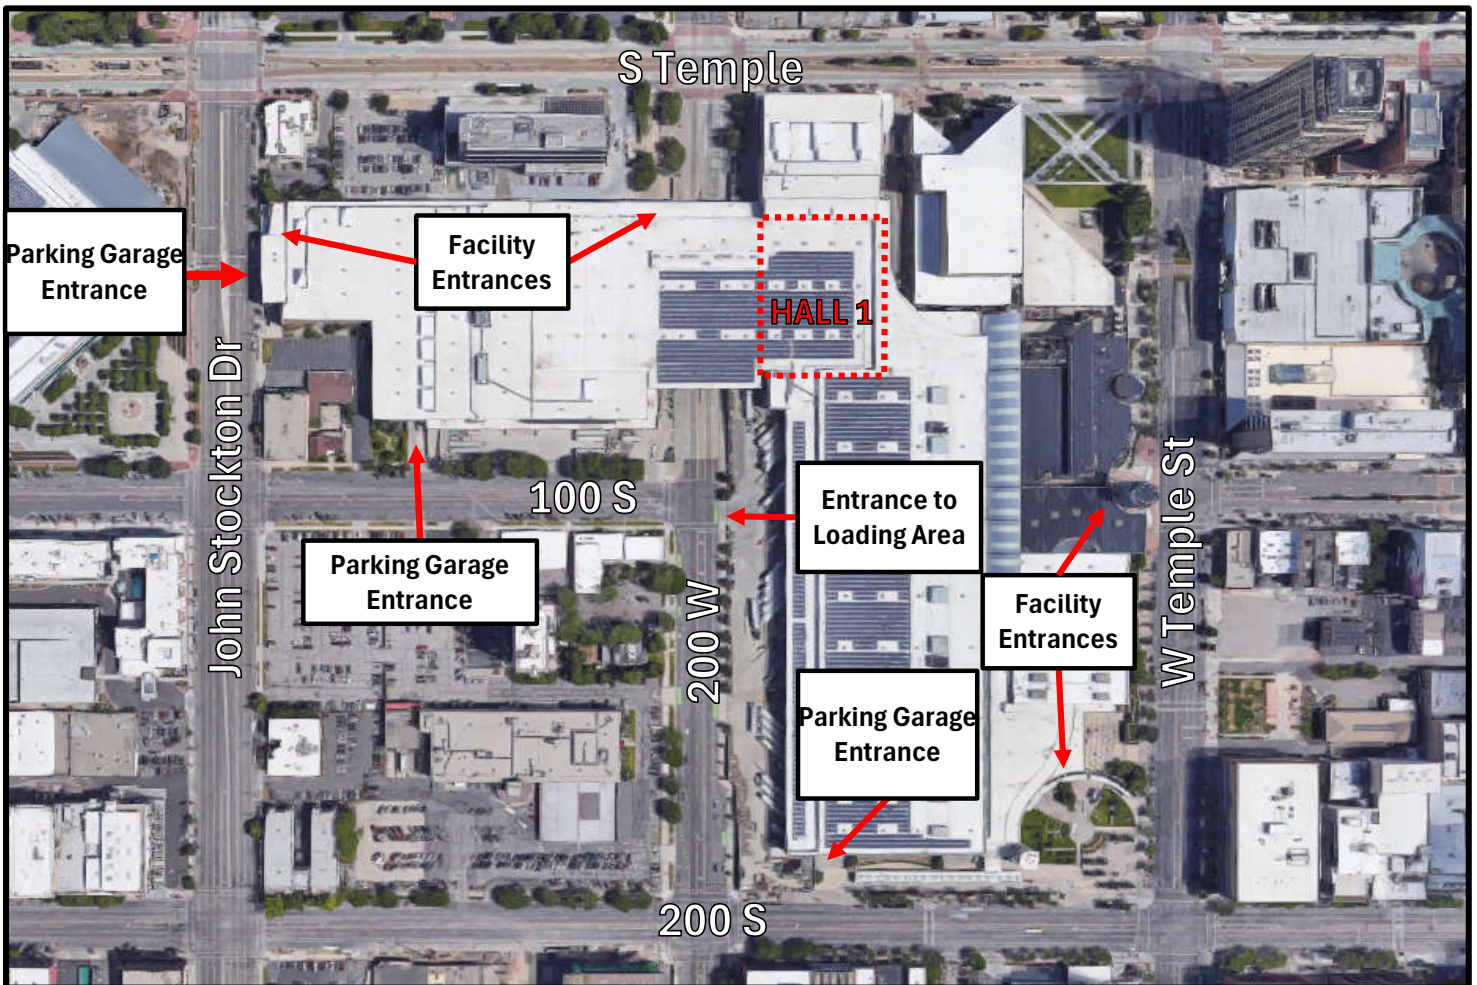 S Temple
Parking Garage
Entrance
Facility
Entrances
HALL 1
John Stockton Dr
100 S
Entrance to
Loading Area
Parking Garage
Entrance
200 W
Facility
Entrances
W Temple St
Parking Garage
Entrance
200 S